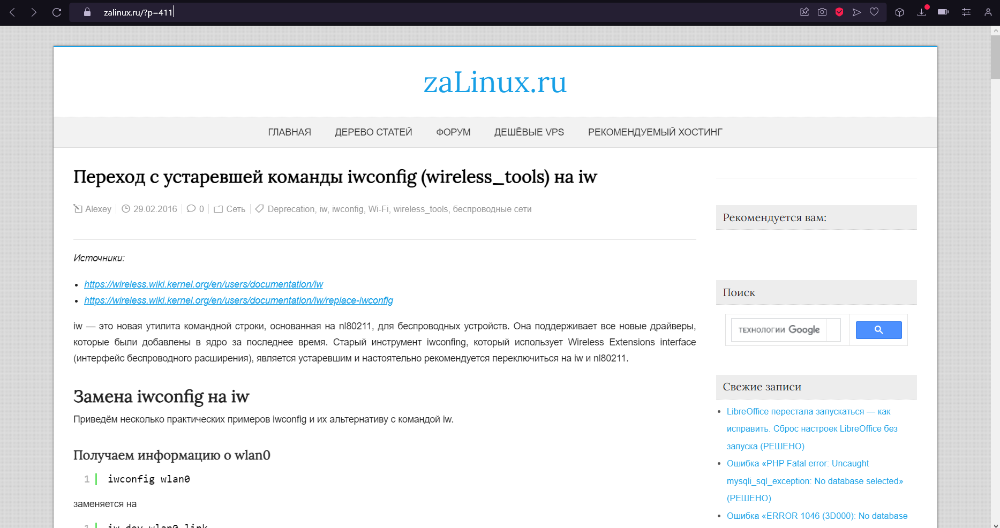 zalinux.ru/?p=411
zaLinux.ru
ГЛАВНАЯ ДЕРЕВО СТАТЕЙ ФОРУМ ДЕШЁВЫЕ VPS РЕКОМЕНДУЕМЫЙ ХОСТИНГ
Переход с устаревшей команды iwconfig (wireless_tools) на iw
Alexey 29.02.2016 0 Сеть Deprecation, iw, iwconfig, Wi-Fi, wireless_tools, беспроводные сети
Источники:
https://wireless.wiki.kernel.org/en/users/documentation/iw
https://wireless.wiki.kernel.org/en/users/documentation/iw/replace-iwconfig
iw — это новая утилита командной строки, основанная на nl80211, для беспроводных устройств. Она поддерживает все новые драйверы,
которые были добавлены в ядро за последнее время. Старый инструмент iwconfing, который использует Wireless Extensions interface
(интерфейс беспроводного расширения), является устаревшим и настоятельно рекомендуется переключиться на iw и nl80211.
Замена iwconfig на iw
Приведём несколько практических примеров iwconfig и их альтернативу с командой iw.
Получаем информацию о wlan0
1 iwconfig wlan0
заменяется на
1 iw dev wlan0 link
Рекомендуется вам:
Поиск
ТЕХНОЛОГИИ Google
Свежие записи
LibreOffice перестала запускаться — как
исправить. Сброс настроек LibreOffice без
запуска (РЕШЕНО)
Ошибка «PHP Fatal error: Uncaught
mysqli_sql_exception: No database selected»
(РЕШЕНО)
Ошибка «ERROR 1046 (3D000): No database